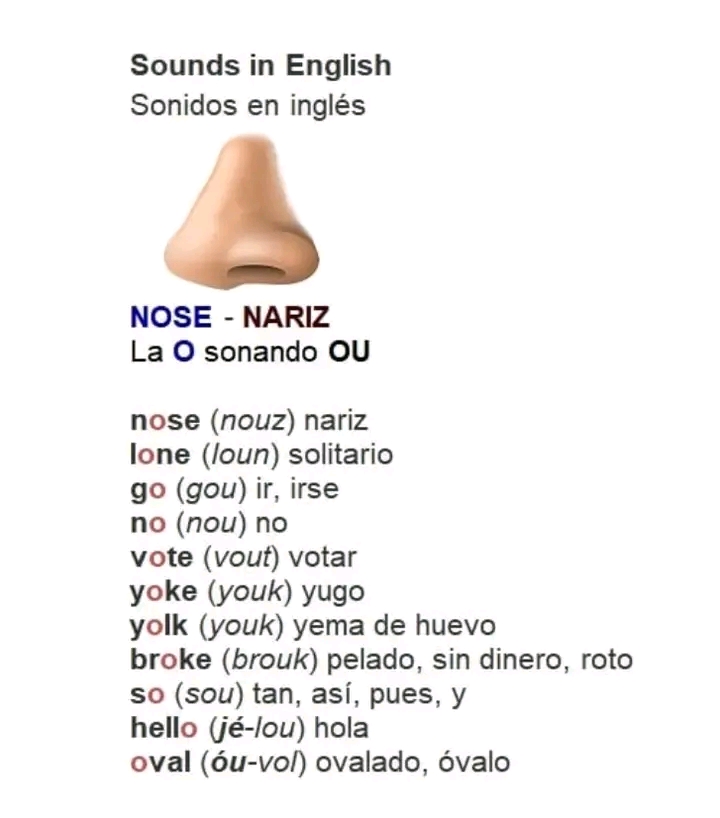 Sounds in English
Sonidos en inglés
NOSE - NARIZ
La O sonando OU
nose (nouz) nariz
lone (loun) solitario
go (gou) ir, irse
no (nou) no
vote (vout) votar
yoke (youk) yugo
yolk (youk) yema de huevo
broke (brouk) pelado, sin dinero, roto
so (sou) tan, así, pues, y
hello (jé-lou) hola
oval (óu-vol) ovalado, óvalo